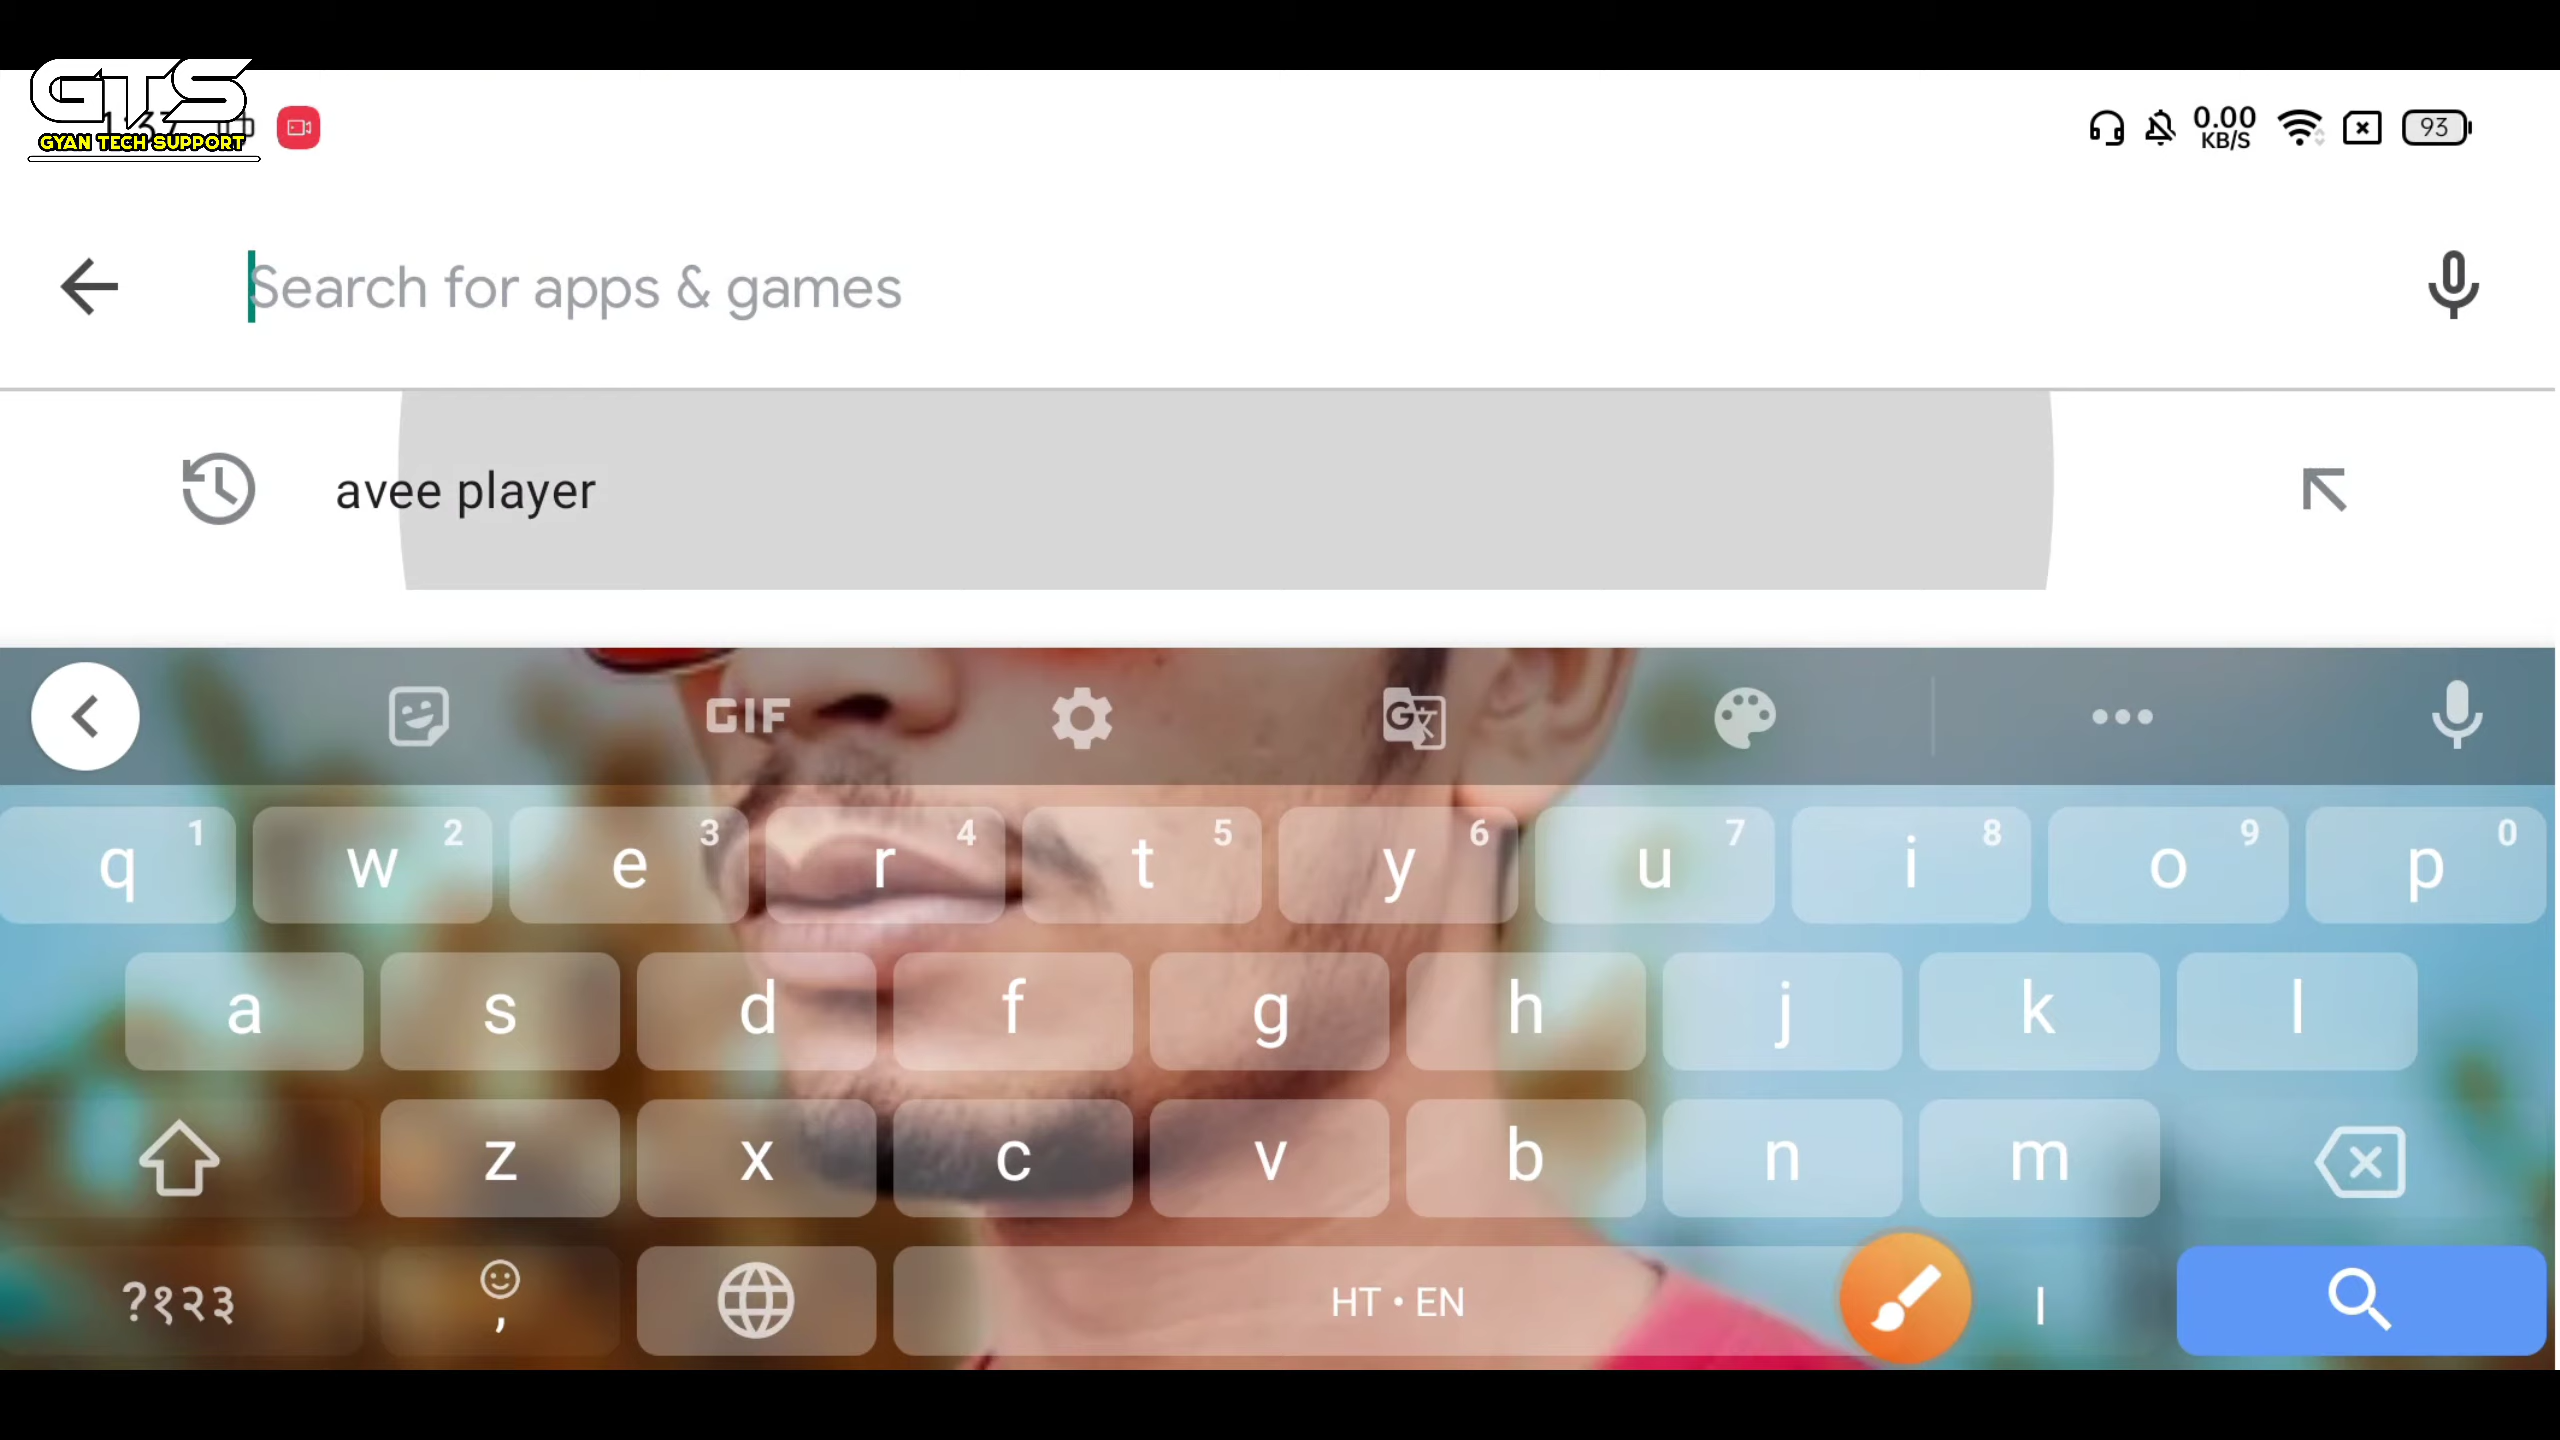 GTS
GYAN TECH SUPPORT
0.00
KB/S
93
Search for apps & games
avee player
GIF
G
q 1 w 2 e 3 r 4 t 5 y 6 u 7 i 8 o 9 p 0
a s d f g h j k l
z x c v b n m
?१२३ , HT • EN ।